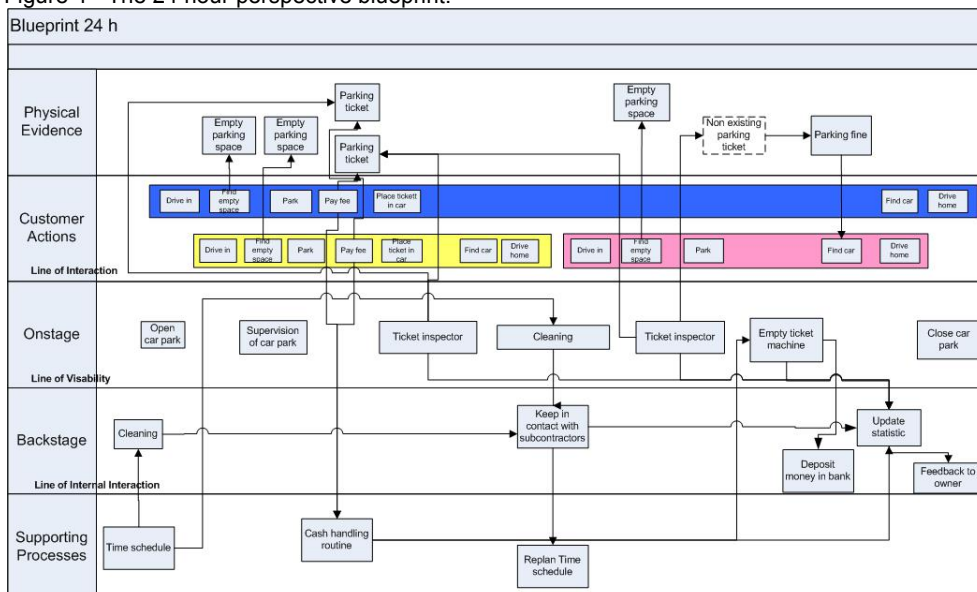 Figure 4 - The 24 hour perspective blueprint.
Blueprint 24 h
Physical
Evidence
Empty
parking
space
Empty
parking
space
Parking
ticket
Parking
ticket
Empty
parking
space
Non existing
parking
ticket
Parking fine
Customer
Actions
Drive in
Find
empty
space
Park
Pay fee
Place tickett
in car
Find car
Drive
home
Drive in
Find
empty
space
Park
Pay fee
Place
ticket in
car
Find car
Drive
home
Drive in
Find
empty
space
Park
Find car
Drive
home
Line of Interaction
Onstage
Open
car park
Supervision
of car park
Ticket inspector
Cleaning
Ticket inspector
Empty ticket
machine
Close car
park
Line of Visability
Backstage
Cleaning
Keep in
contact with
subcontractors
Update
statistic
Deposit
money in bank
Feedback to
owner
Line of Internal Interaction
Supporting
Processes
Time schedule
Cash handling
routine
Replan Time
schedule